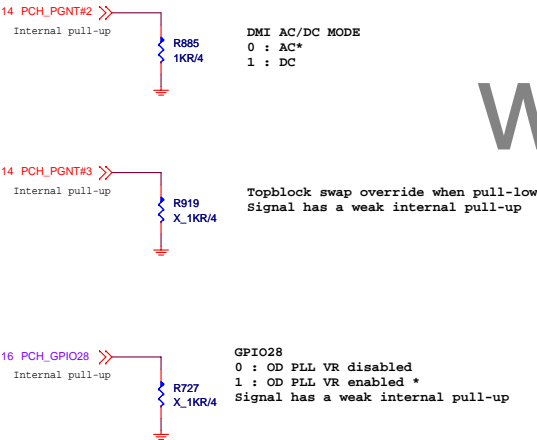 14 PCH_PGNT#2
Internal pull-up
R885
1KR/4
DMI AC/DC MODE
0 : AC*
1 : DC
W
14 PCH_PGNT#3
Internal pull-up
R919
X_1KR/4
Topblock swap override when pull-low
Signal has a weak internal pull-up
16 PCH_GPIO28
Internal pull-up
R727
X_1KR/4
GPIO28
0 : OD PLL VR disabled
1 : OD PLL VR enabled *
Signal has a weak internal pull-up